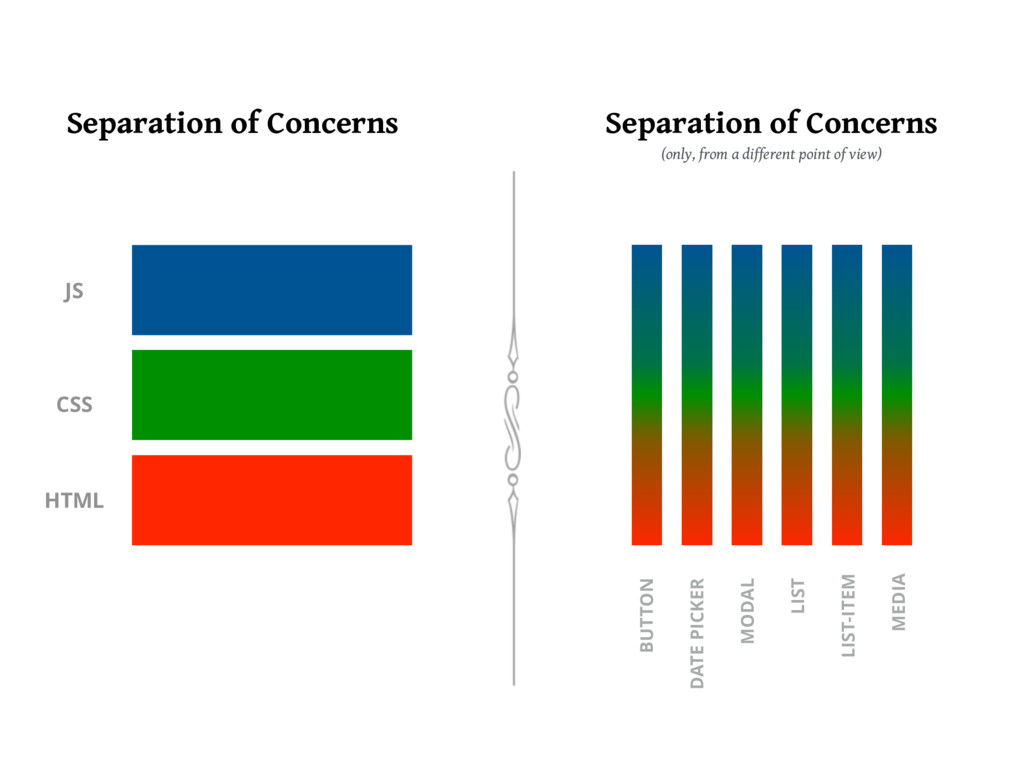 Separation of Concerns
JS
CSS
HTML
Separation of Concerns
(only, from a different point of view)
BUTTON
DATE PICKER
MODAL
LIST
LIST-ITEM
MEDIA